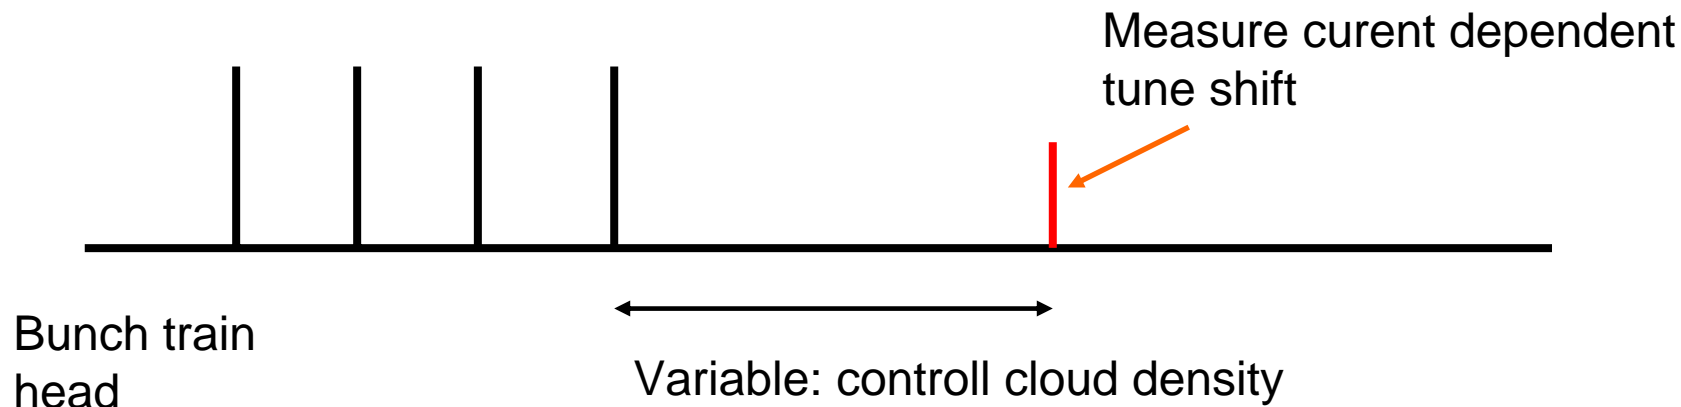 Measure curent dependent
tune shift
Bunch train
head
Variable: controll cloud density